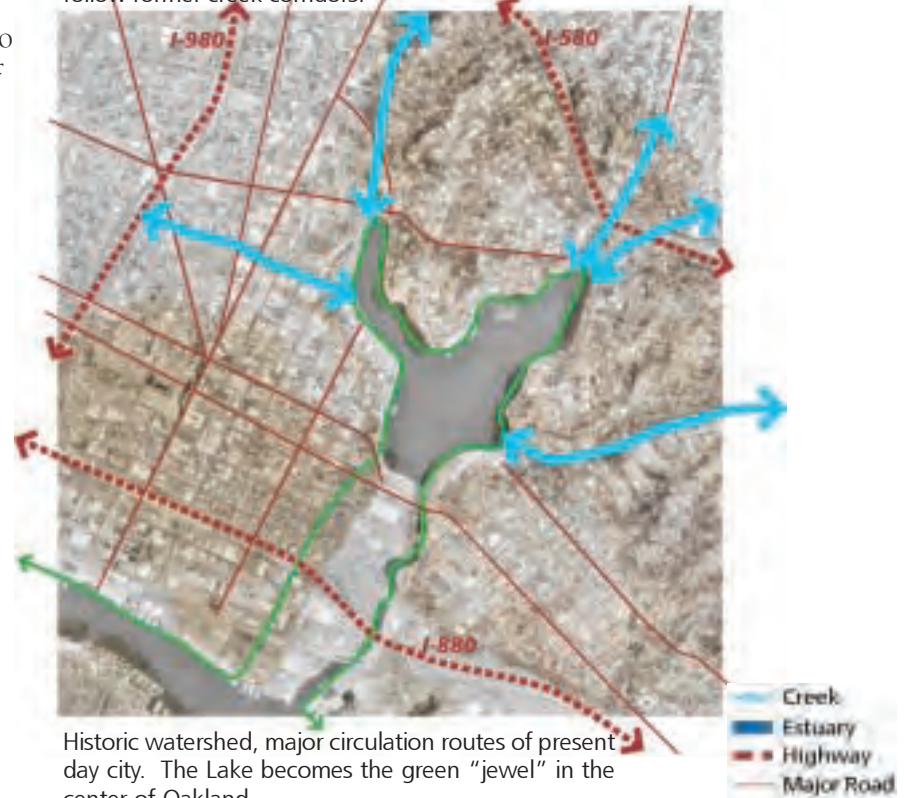 follow former creek corridors.
I-980
I-580
I-880
Creek
Estuary
Highway
Major Road
Historic watershed, major circulation routes of present
day city. The Lake becomes the green “jewel” in the
center of Oakland